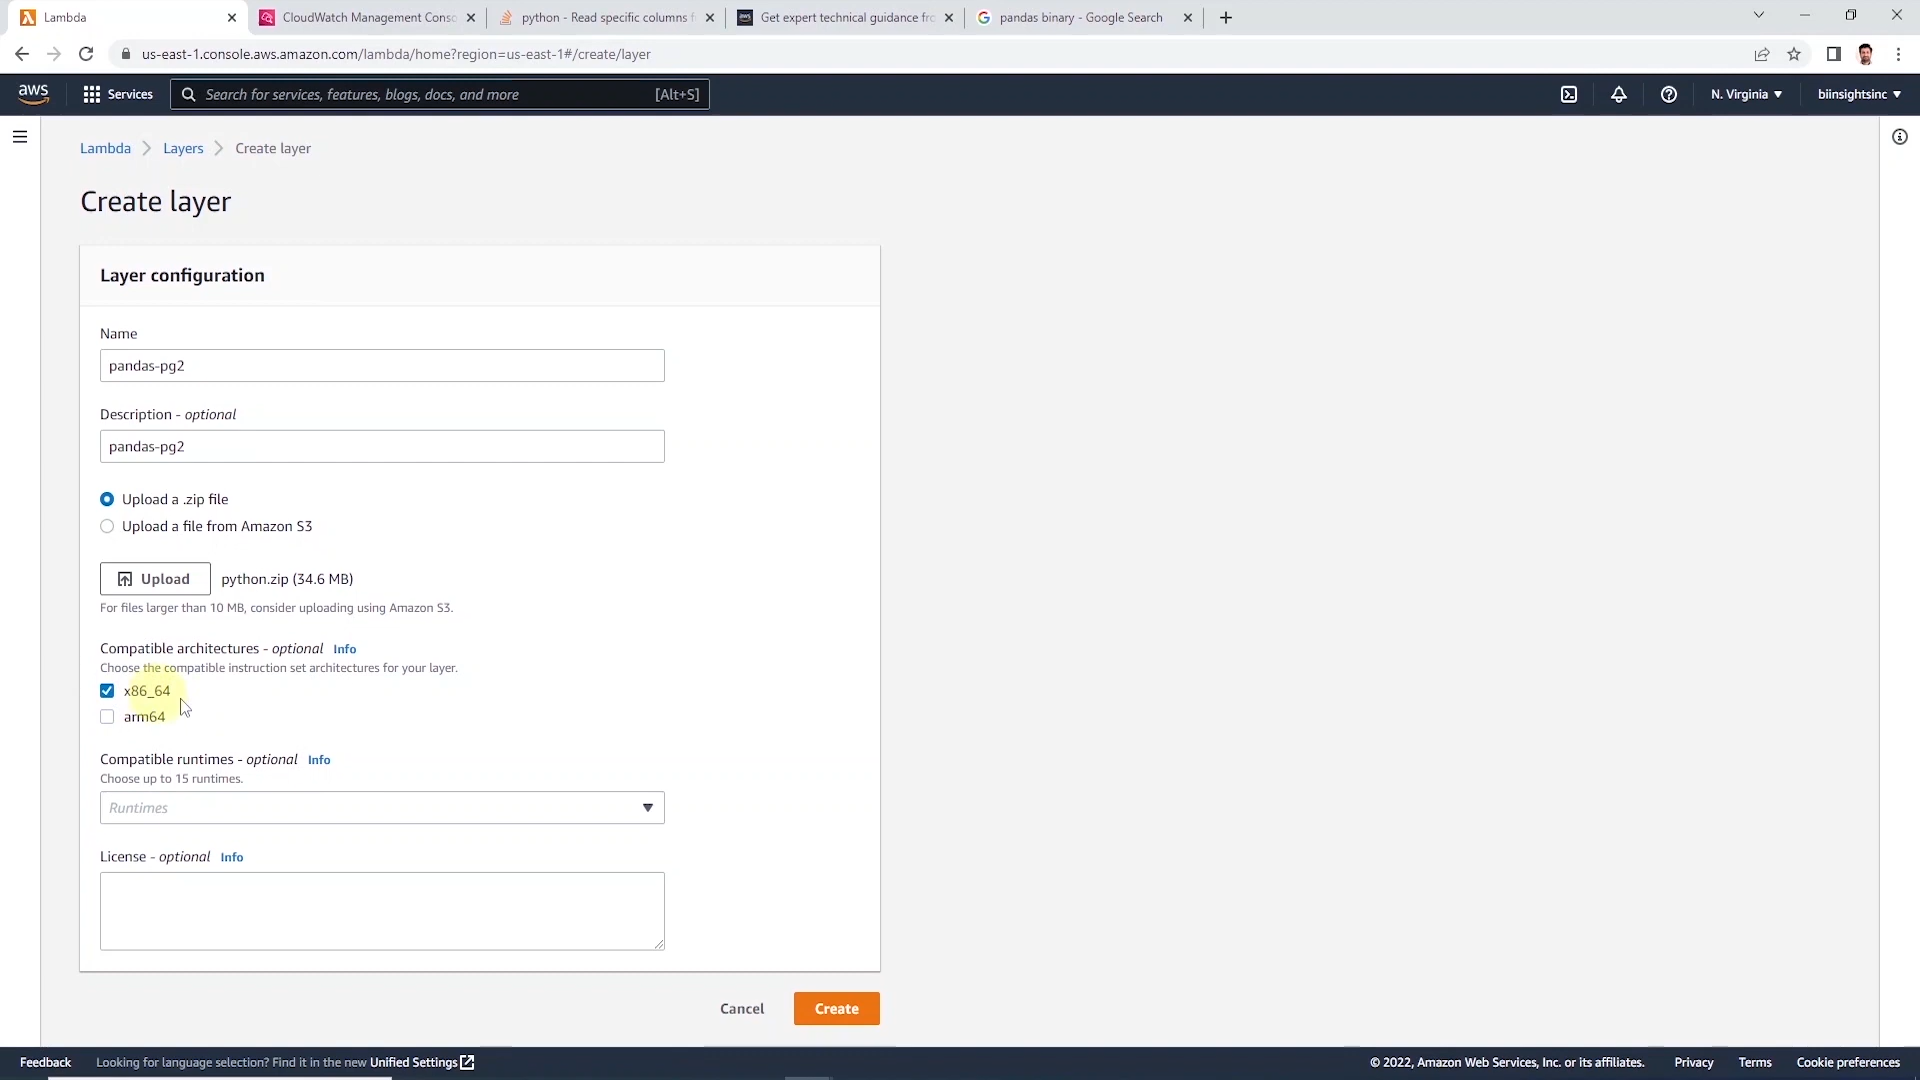 Lambda
CloudWatch Management Conso
python - Read specific columns f
Get expert technical guidance fro
pandas binary - Google Search
us-east-1.console.aws.amazon.com/lambda/home?region=us-east-1#/create/layer
aws
Services
Search for services, features, blogs, docs, and more
[Alt+S]
N. Virginia
biinsightsinc
Lambda
Layers
Create layer
Create layer
Layer configuration
Name
pandas-pg2
Description - optional
pandas-pg2
Upload a .zip file
Upload a file from Amazon S3
Upload
python.zip (34.6 MB)
For files larger than 10 MB, consider uploading using Amazon S3.
Compatible architectures - optional Info
Choose the compatible instruction set architectures for your layer.
x86_64
arm64
Compatible runtimes - optional Info
Choose up to 15 runtimes.
Runtimes
License - optional Info
Cancel
Create
Feedback
Looking for language selection? Find it in the new Unified Settings
© 2022, Amazon Web Services, Inc. or its affiliates.
Privacy
Terms
Cookie preferences